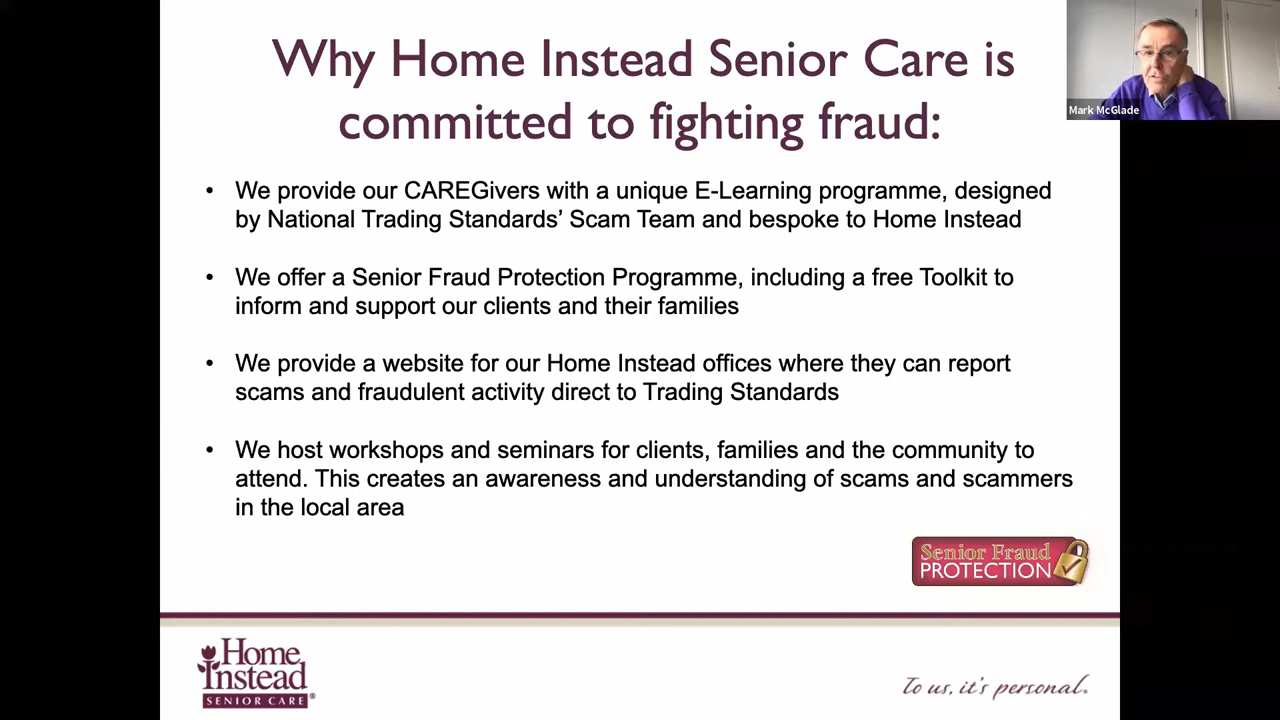 Why Home Instead Senior Care is
committed to fighting fraud:
Mark McGlade
• We provide our CAREGivers with a unique E-Learning programme, designed
by National Trading Standards’ Scam Team and bespoke to Home Instead
• We offer a Senior Fraud Protection Programme, including a free Toolkit to
inform and support our clients and their families
• We provide a website for our Home Instead offices where they can report
scams and fraudulent activity direct to Trading Standards
• We host workshops and seminars for clients, families and the community to
attend. This creates an awareness and understanding of scams and scammers
in the local area
Senior Fraud
PROTECTION
Home
Instead
SENIOR CARE
®
To us, it's personal.